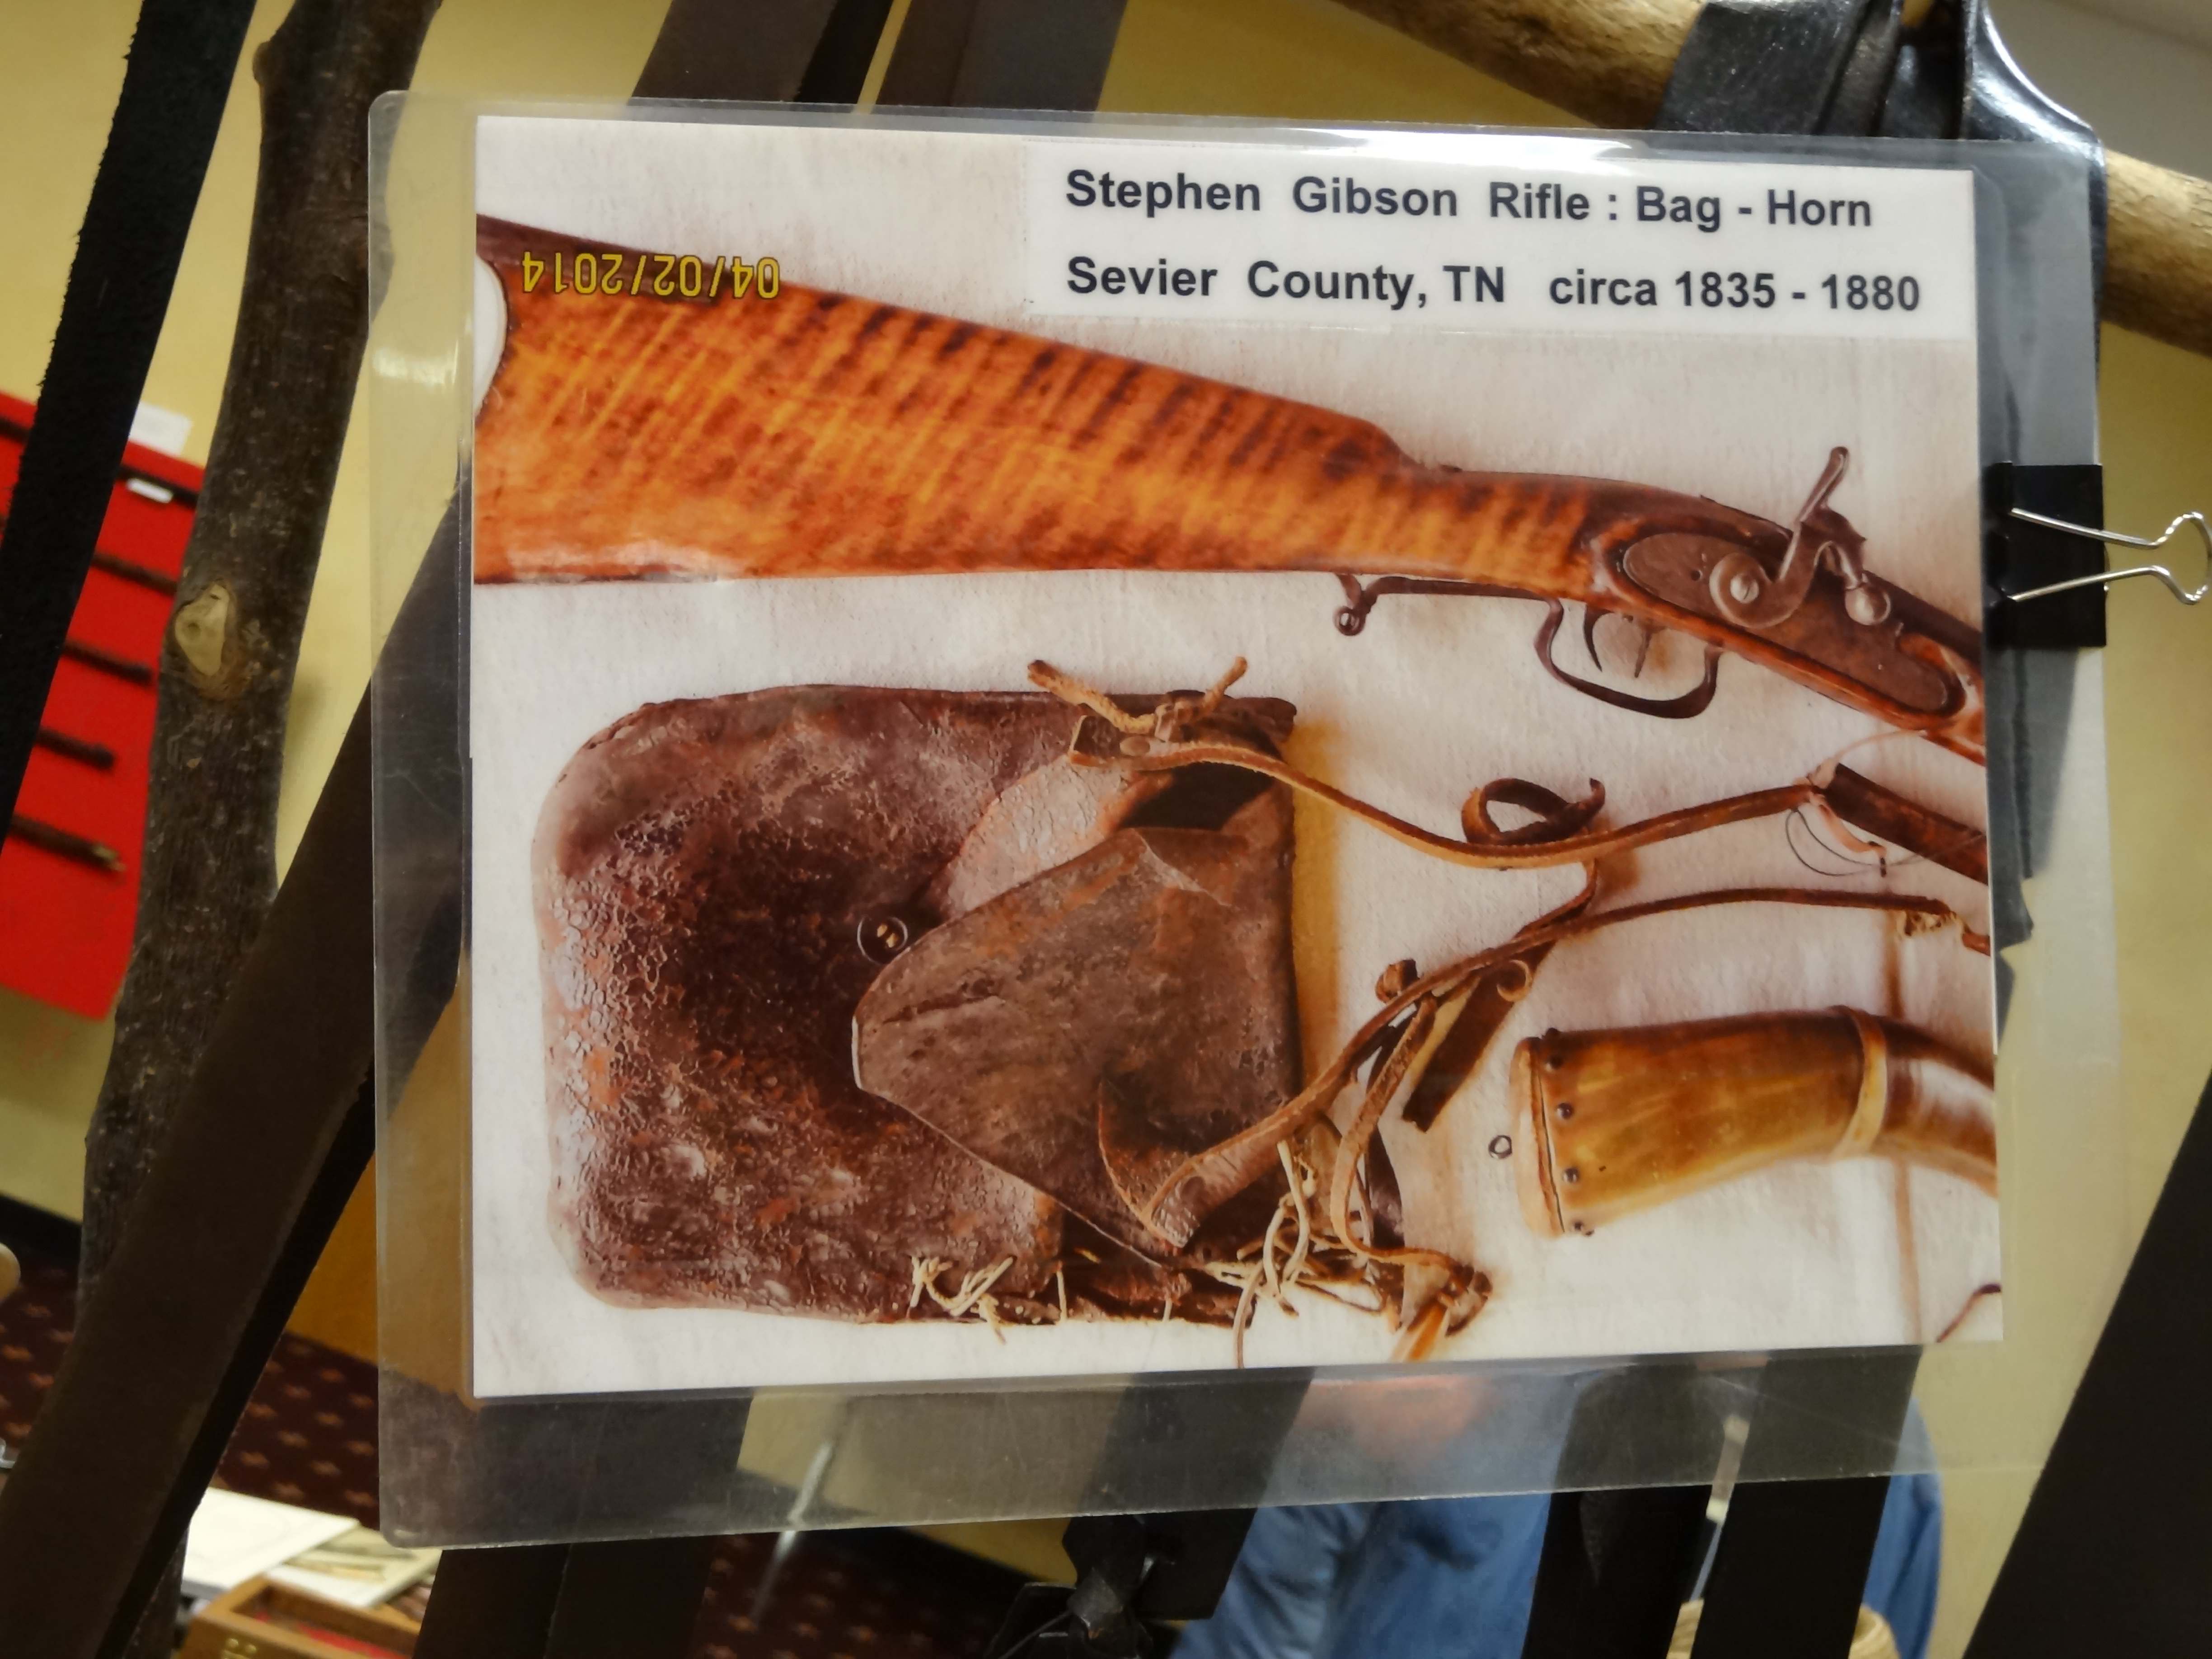 Stephen Gibson Rifle : Bag - Horn
Sevier County, TN circa 1835 - 1880
04/02/2014